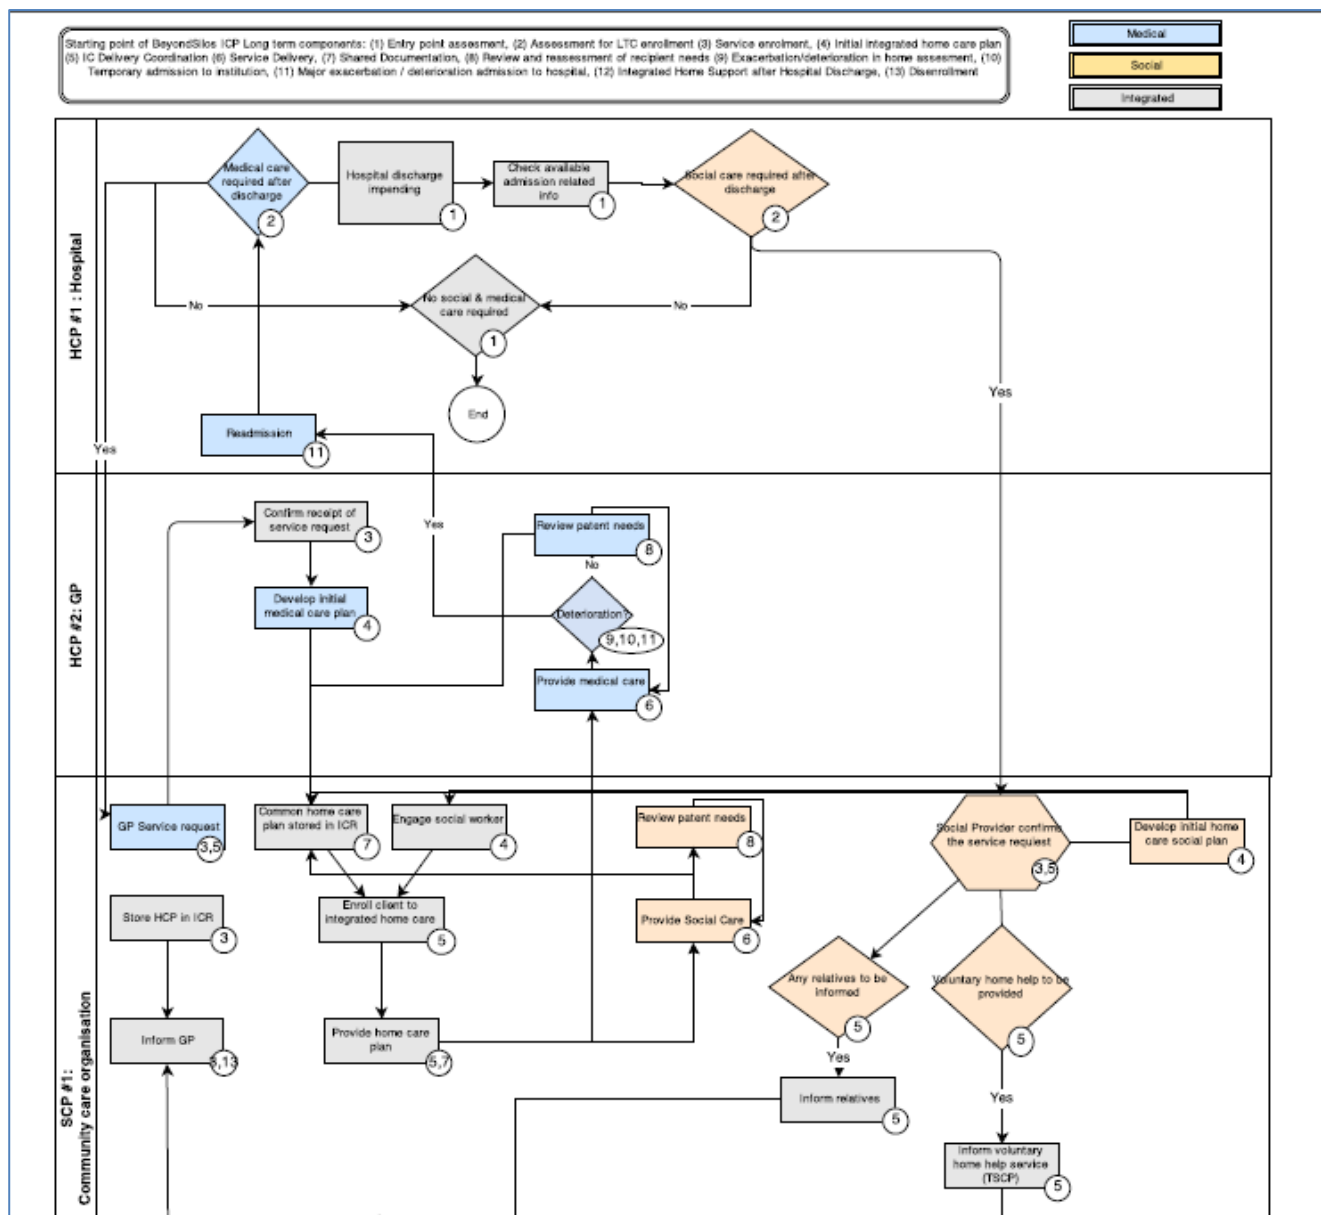 Starting point of BeyondSilos ICP Long term components: (1) Entry point assesment, (2) Assessment for LTC enrollment (3) Service enrolment, (4) Initial integrated home care plan
(5) IC Delivery Coordination (6) Service Delivery, (7) Shared Documentation, (8) Review and reassesment of recipient needs (9) Exacerbation/deterioration in home assesment, (10)
Temporary admission to institution, (11) Major exacerbation / deterioration admission to hospital, (12) Integrated Home Support after Hospital Discharge, (13) Disenrollment
Medical
Social
Integrated
HCP #1 : Hospital
Medical care
required after
discharge
2
Hospital discharge
impending
1
Check available
admission related
info
1
Social care required after
discharge
2
No
No social & medical
care required
1
No
End
Yes
Readmission
11
Yes
HCP #2: GP
Confirm receipt of
service request
3
Yes
Review patent needs
8
No
Develop initial
medical care plan
4
Deterioration?
9,10,11
Provide medical care
6
SCP #1:
Community care organisation
GP Service request
3,5
Common home care
plan stored in ICR
7
Engage social worker
4
Review patent needs
8
Social Provider confirms
the service requiest
3,5
Develop initial home
care social plan
4
Store HCP in ICR
3
Enroll client to
integrated home care
5
Provide Social Care
6
Any relatives to be
informed
5
Voluntary home help to be
provided
5
Inform GP
3,13
Provide home care
plan
5,7
Yes
Inform relatives
5
Yes
Inform voluntary
home help service
(TSCP)
5